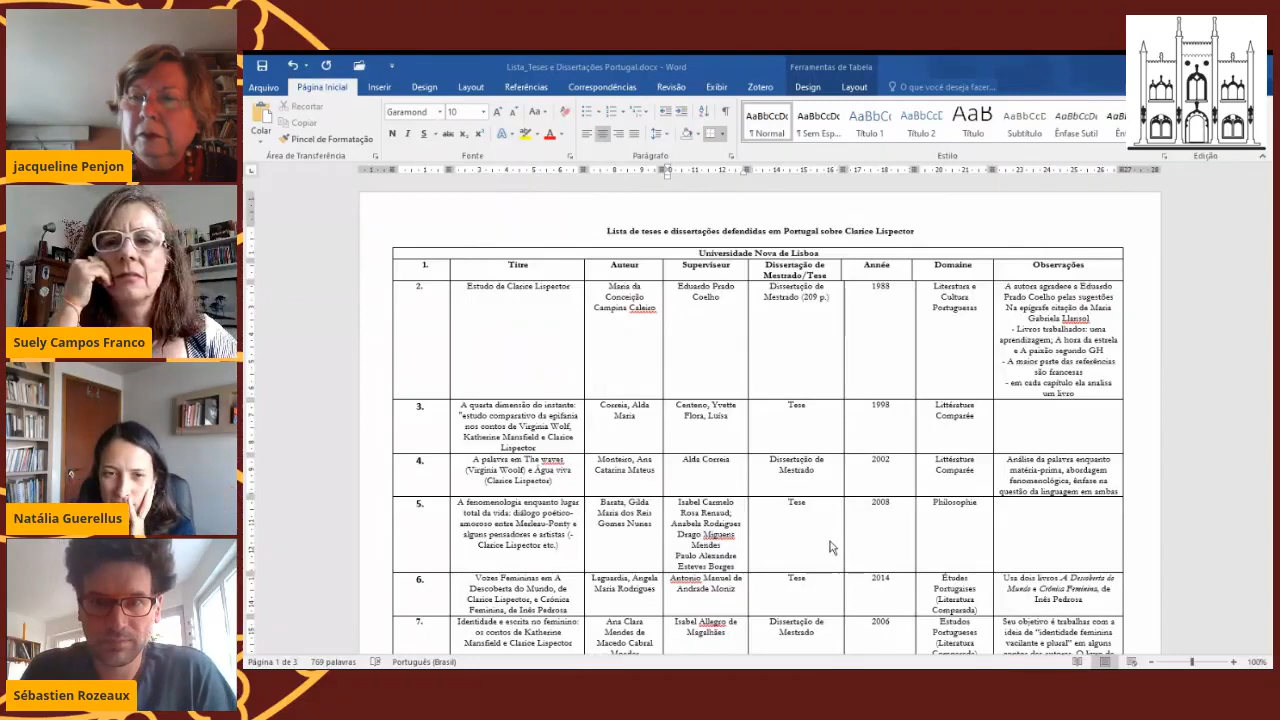 jacqueline Penjon
Suely Campos Franco
Natália Guerellus
Sébastien Rozeaux
Lista_Teses e Dissertações Portugal.docx - Word
Ferramentas de Tabela
Arquivo Página Inicial Inserir Design Layout Referências Correspondências Revisão Exibir Zotero Design Layout O que você deseja fazer...
Colar
Recortar
Copiar
Pincel de Formatação
Área de Transferência
Garamond 10
Fonte
Parágrafo
¶ Normal
¶ Sem Esp...
Título 1
Título 2
Título
Subtítulo
Ênfase Sutil
Ênfase
Estilo
Edição
Lista de teses e dissertações defendidas em Portugal sobre Clarice Lispector
Universidade Nova de Lisboa
1. Titre Auteur Superviseur Dissertação de Mestrado/Tese Année Domaine Observações
2.
Estudo de Clarice Lispector
Maria da
Conceição
Campina Caleiro
Eduardo Prado
Coelho
Dissertação de
Mestrado (209 p.)
1988
Literatura e
Cultura
Portuguesas
A autora agradece a Eduardo
Prado Coelho pelas sugestões
Na epígrafe citação de Maria
Gabriela Llansol
- Livros trabalhados: uma
aprendizagem; A hora da estrela
e A paixão segundo GH
- A maior parte das referências
são francesas
- em cada capítulo ela analisa
um livro
3.
A quarta dimensão do instante:
"estudo comparativo da epifania
nos contos de Virginia Wolf,
Katherine Mansfield e Clarice
Lispector
Correia, Alda
Maria
Centeno, Yvette
Flora, Luísa
Tese
1998
Littérature
Comparée
4.
A palavra em The waves
(Virginia Woolf) e Água viva
(Clarice Lispector)
Monteiro, Ana
Catarina Mateus
Alda Correia
Dissertação de
Mestrado
2002
Littérature
Comparée
Análise da palavra enquanto
matéria-prima, abordagem
fenomenológica, ênfase na
questão da linguagem em ambas
5.
A fenomenologia enquanto lugar
total da vida: diálogo poético-
amoroso entre Merleau-Ponty e
alguns pensadores e artistas (-
Clarice Lispector etc.)
Barata, Gilda
Maria dos Reis
Gomes Nunes
Isabel Carmelo
Rosa Renaud;
Anabela Rodrigues
Drago Miguens
Mendes
Paulo Alexandre
Esteves Borges
Tese
2008
Philosophie
6.
Vozes Femininas em A
Descoberta do Mundo, de
Clarice Lispector, e Crónica
Feminina, de Inês Pedrosa
Laguardia, Angela
Maria Rodrigues
Antonio Manuel de
Andrade Moniz
Tese
2014
Études
Portugaises
(Literatura
Comparada)
Usa dois livros A Descoberta do
Mundo e Crónica Feminina, de
Inês Pedrosa
7.
Identidade e escrita no feminino:
os contos de Katherine
Mansfield e Clarice Lispector
Ana Clara
Mendes de
Macedo Cabral
Isabel Allegro de
Magalhães
Dissertação de
Mestrado
2006
Estudos
Portugueses
(Literatura
Seu objetivo é trabalhar com a
ideia de "identidade feminina
vacilante e plural" em alguns
Página 1 de 3 769 palavras Português (Brasil) 100%